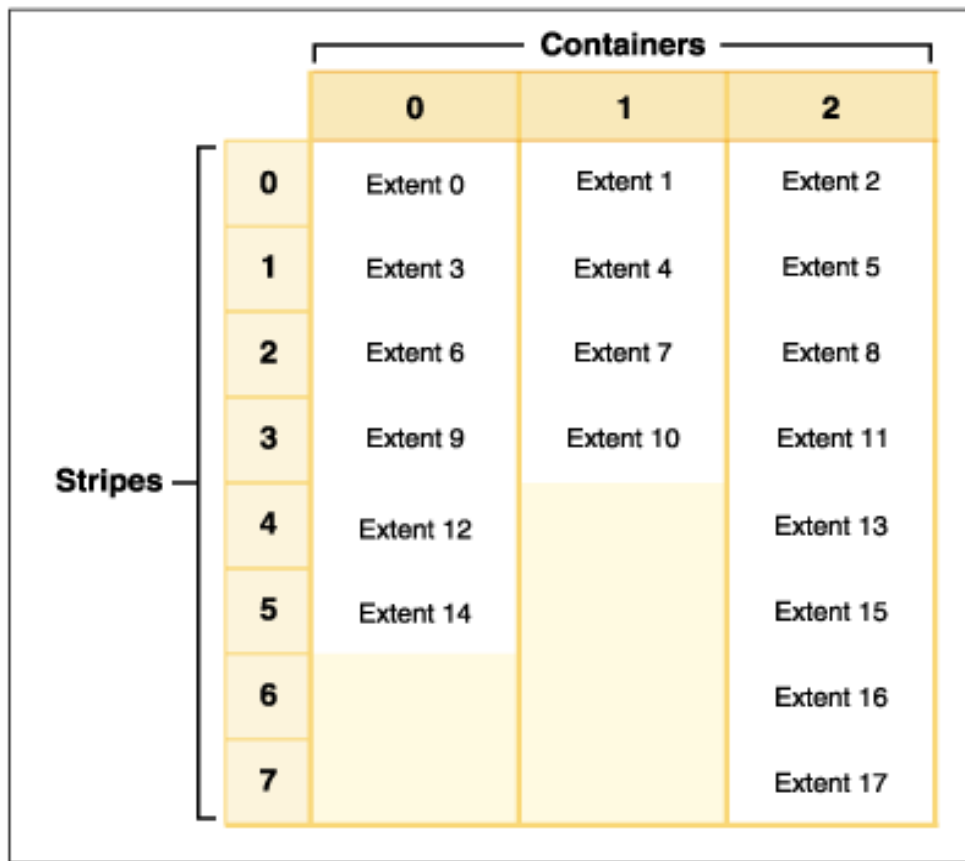 Containers
0 1 2
0 Extent 0 Extent 1 Extent 2
1 Extent 3 Extent 4 Extent 5
2 Extent 6 Extent 7 Extent 8
3 Extent 9 Extent 10 Extent 11
Stripes
4 Extent 12 Extent 13
5 Extent 14 Extent 15
6 Extent 16
7 Extent 17